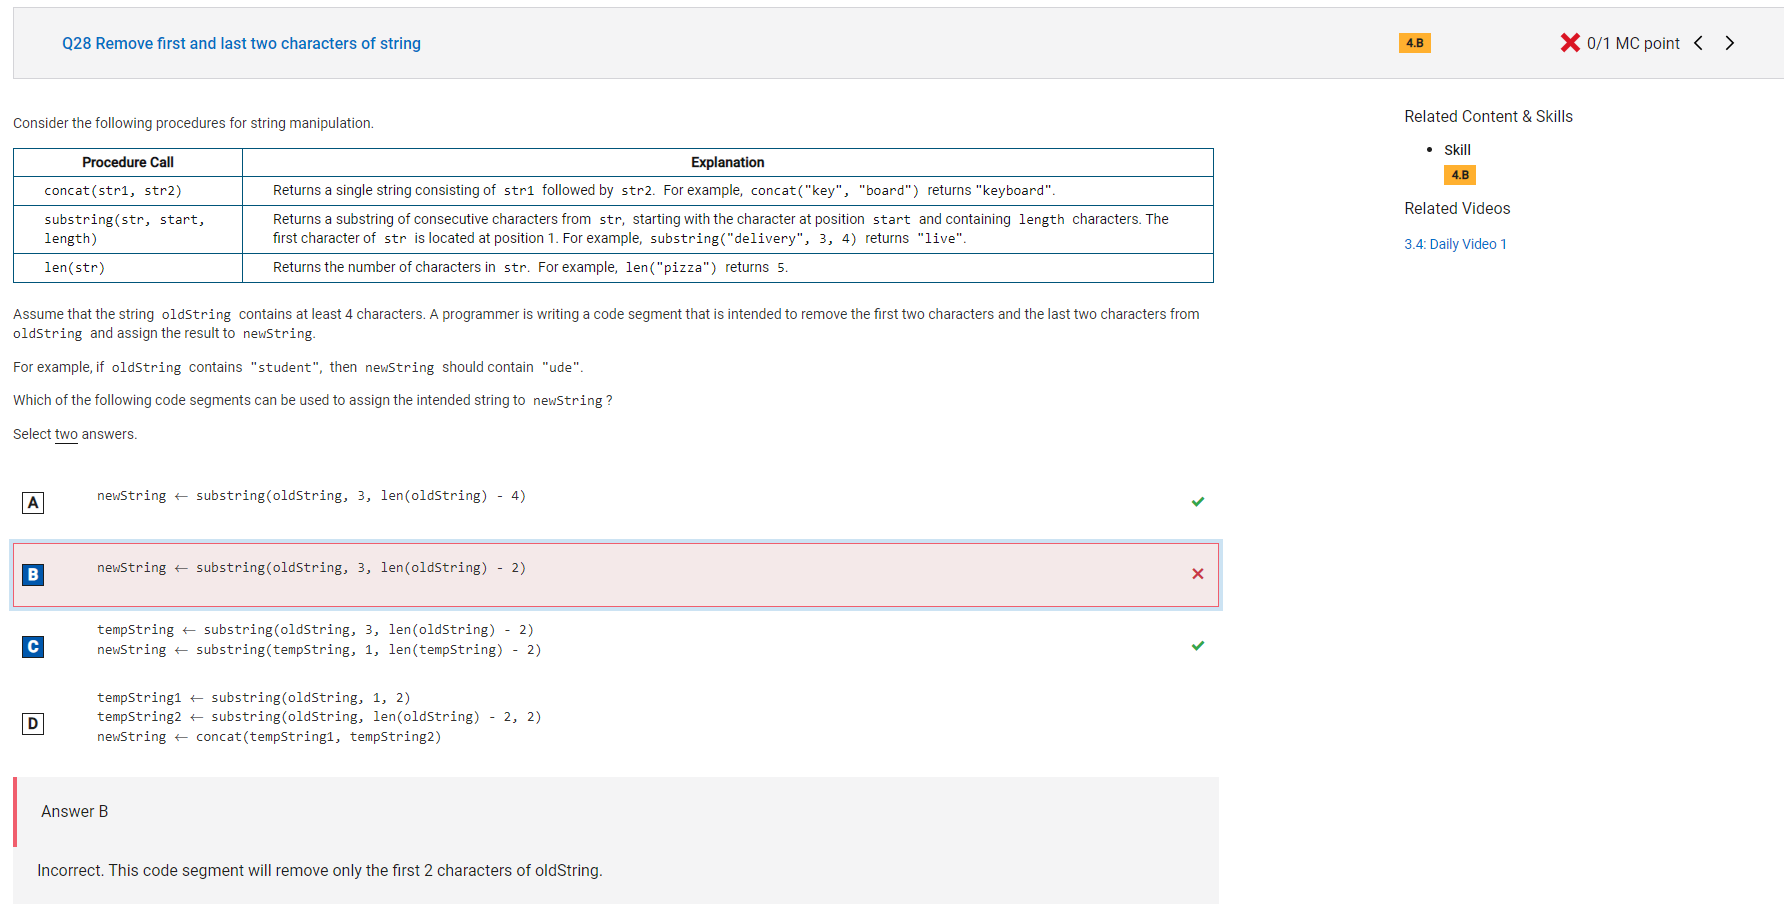 Q28 Remove first and last two characters of string
4.B
0/1 MC point
Consider the following procedures for string manipulation.
Procedure Call
Explanation
concat(str1, str2)
Returns a single string consisting of str1 followed by str2. For example, concat("key", "board") returns "keyboard".
substring(str, start,
length)
Returns a substring of consecutive characters from str, starting with the character at position start and containing length characters. The
first character of str is located at position 1. For example, substring("delivery", 3, 4) returns "live".
len(str)
Returns the number of characters in str. For example, len("pizza") returns 5.
Assume that the string oldString contains at least 4 characters. A programmer is writing a code segment that is intended to remove the first two characters and the last two characters from
oldString and assign the result to newString.
For example, if oldString contains "student", then newString should contain "ude".
Which of the following code segments can be used to assign the intended string to newString ?
Select two answers.
A
newString ← substring(oldString, 3, len(oldString) - 4)
B
newString ← substring(oldString, 3, len(oldString) - 2)
C
tempString ← substring(oldString, 3, len(oldString) - 2)
newString ← substring(tempString, 1, len(tempString) - 2)
D
tempString1 ← substring(oldString, 1, 2)
tempString2 ← substring(oldString, len(oldString) - 2, 2)
newString ← concat(tempString1, tempString2)
Answer B
Incorrect. This code segment will remove only the first 2 characters of oldString.
Related Content & Skills
• Skill
4.B
Related Videos
3.4: Daily Video 1